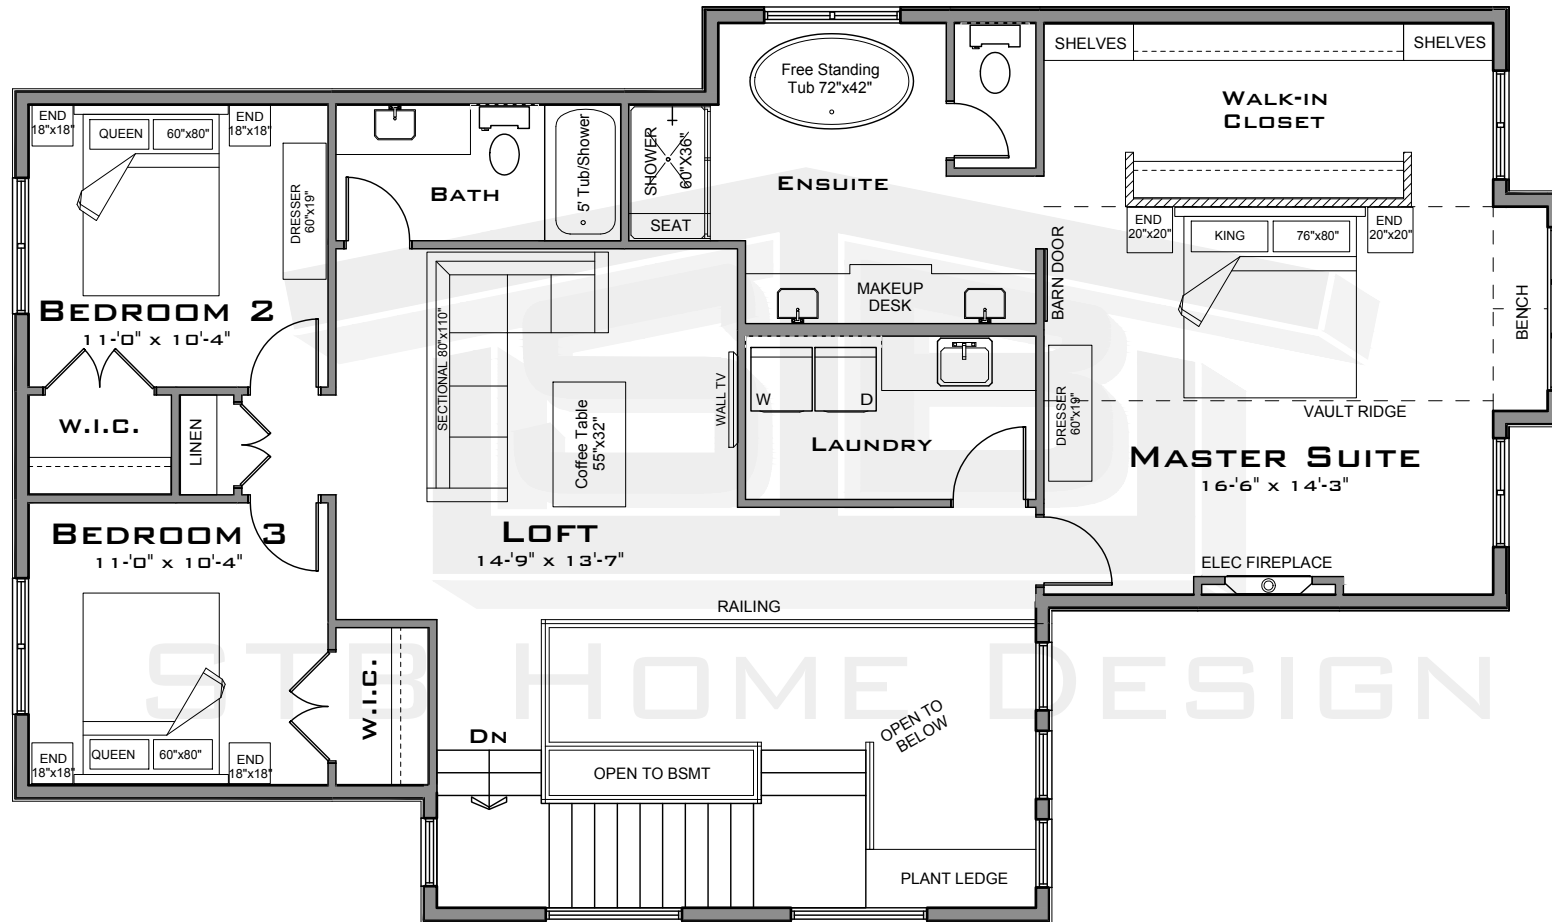 SHELVES
SHELVES
Free Standing
Tub 72"x42"
WALK-IN
CLOSET
END
18"x18"
QUEEN
60"x80"
END
18"x18"
DRESSER
60"x19"
BATH
5' Tub/Shower
SHOWER
60"X36"
SEAT
ENSUITE
END
20"x20"
KING
76"x80"
END
20"x20"
BARN DOOR
BENCH
MAKEUP
DESK
BEDROOM 2
11-'0" x 10'-4"
SECTIONAL 80"x110"
WALL TV
W
D
DRESSER
60"x19"
VAULT RIDGE
W.I.C.
LINEN
Coffee Table
55"x32"
LAUNDRY
MASTER SUITE
16-'6" x 14'-3"
BEDROOM 3
11-'0" x 10'-4"
LOFT
14-'9" x 13'-7"
ELEC FIREPLACE
RAILING
STB HOME DESIGN
W.I.C.
OPEN TO
BELOW
DN
END
18"x18"
QUEEN
60"x80"
END
18"x18"
OPEN TO BSMT
PLANT LEDGE
STB